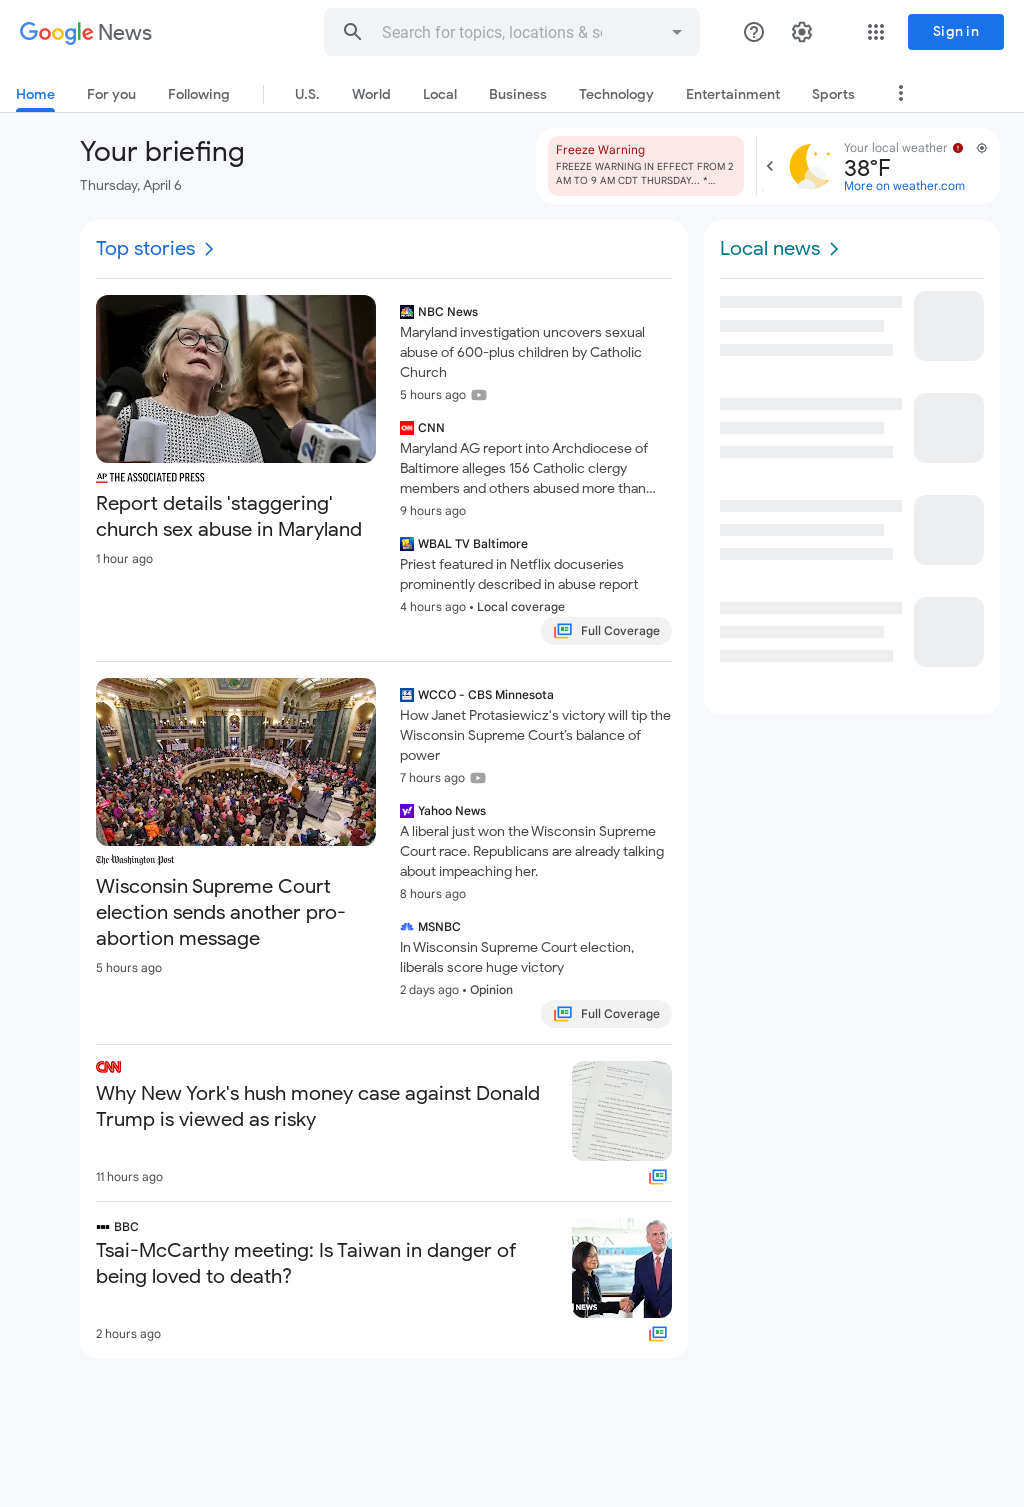 Google News
Search for topics, locations & so
Sign in
Home
For you
Following
U.S.
World
Local
Business
Technology
Entertainment
Sports
Your briefing
Thursday, April 6
Freeze Warning
FREEZE WARNING IN EFFECT FROM 2
AM TO 9 AM CDT THURSDAY... *...
Your local weather
38°F
More on weather.com
Top stories
AP THE ASSOCIATED PRESS
Report details 'staggering'
church sex abuse in Maryland
1 hour ago
NBC News
Maryland investigation uncovers sexual
abuse of 600-plus children by Catholic
Church
5 hours ago
CNN
Maryland AG report into Archdiocese of
Baltimore alleges 156 Catholic clergy
members and others abused more than...
9 hours ago
WBAL TV Baltimore
Priest featured in Netflix docuseries
prominently described in abuse report
4 hours ago • Local coverage
Full Coverage
The Washington Post
Wisconsin Supreme Court
election sends another pro-
abortion message
5 hours ago
WCCO - CBS Minnesota
How Janet Protasiewicz's victory will tip the
Wisconsin Supreme Court's balance of
power
7 hours ago
Yahoo News
A liberal just won the Wisconsin Supreme
Court race. Republicans are already talking
about impeaching her.
8 hours ago
MSNBC
In Wisconsin Supreme Court election,
liberals score huge victory
2 days ago • Opinion
Full Coverage
CNN
Why New York's hush money case against Donald
Trump is viewed as risky
11 hours ago
BBC
Tsai-McCarthy meeting: Is Taiwan in danger of
being loved to death?
RICA
NEWS
2 hours ago
Local news